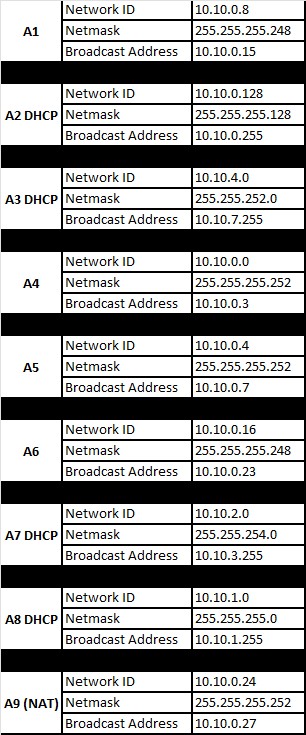 A1 Network ID 10.10.0.8
Netmask 255.255.255.248
Broadcast Address 10.10.0.15
A2 DHCP Network ID 10.10.0.128
Netmask 255.255.255.128
Broadcast Address 10.10.0.255
A3 DHCP Network ID 10.10.4.0
Netmask 255.255.252.0
Broadcast Address 10.10.7.255
A4 Network ID 10.10.0.0
Netmask 255.255.255.252
Broadcast Address 10.10.0.3
A5 Network ID 10.10.0.4
Netmask 255.255.255.252
Broadcast Address 10.10.0.7
A6 Network ID 10.10.0.16
Netmask 255.255.255.248
Broadcast Address 10.10.0.23
A7 DHCP Network ID 10.10.2.0
Netmask 255.255.254.0
Broadcast Address 10.10.3.255
A8 DHCP Network ID 10.10.1.0
Netmask 255.255.255.0
Broadcast Address 10.10.1.255
A9 (NAT) Network ID 10.10.0.24
Netmask 255.255.255.252
Broadcast Address 10.10.0.27